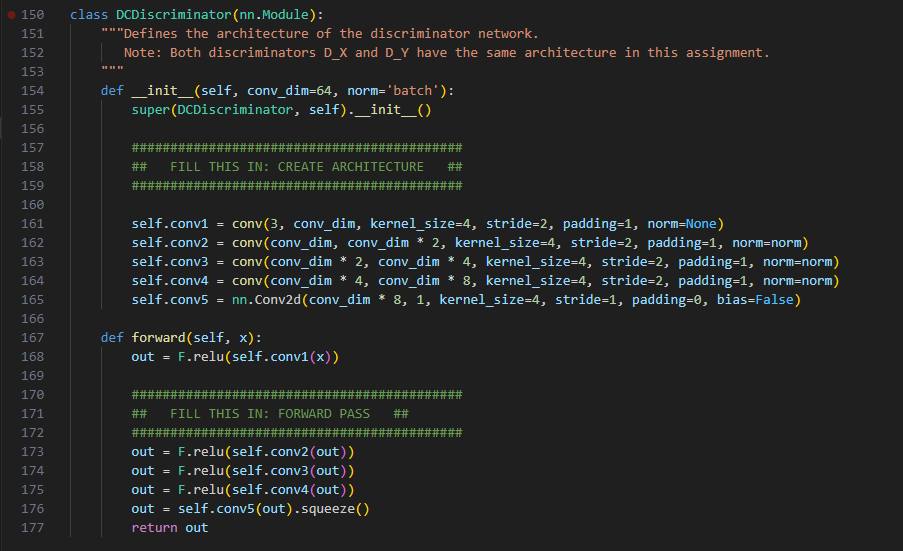 150 class DCDiscriminator(nn.Module):
151     """Defines the architecture of the discriminator network.
152        Note: Both discriminators D_X and D_Y have the same architecture in this assignment.
153     """
154     def __init__(self, conv_dim=64, norm='batch'):
155         super(DCDiscriminator, self).__init__()
156
157         ###########################################
158         ##   FILL THIS IN: CREATE ARCHITECTURE   ##
159         ###########################################
160
161         self.conv1 = conv(3, conv_dim, kernel_size=4, stride=2, padding=1, norm=None)
162         self.conv2 = conv(conv_dim, conv_dim * 2, kernel_size=4, stride=2, padding=1, norm=norm)
163         self.conv3 = conv(conv_dim * 2, conv_dim * 4, kernel_size=4, stride=2, padding=1, norm=norm)
164         self.conv4 = conv(conv_dim * 4, conv_dim * 8, kernel_size=4, stride=2, padding=1, norm=norm)
165         self.conv5 = nn.Conv2d(conv_dim * 8, 1, kernel_size=4, stride=1, padding=0, bias=False)
166
167     def forward(self, x):
168         out = F.relu(self.conv1(x))
169
170         ###########################################
171         ##   FILL THIS IN: FORWARD PASS   ##
172         ###########################################
173         out = F.relu(self.conv2(out))
174         out = F.relu(self.conv3(out))
175         out = F.relu(self.conv4(out))
176         out = self.conv5(out).squeeze()
177         return out